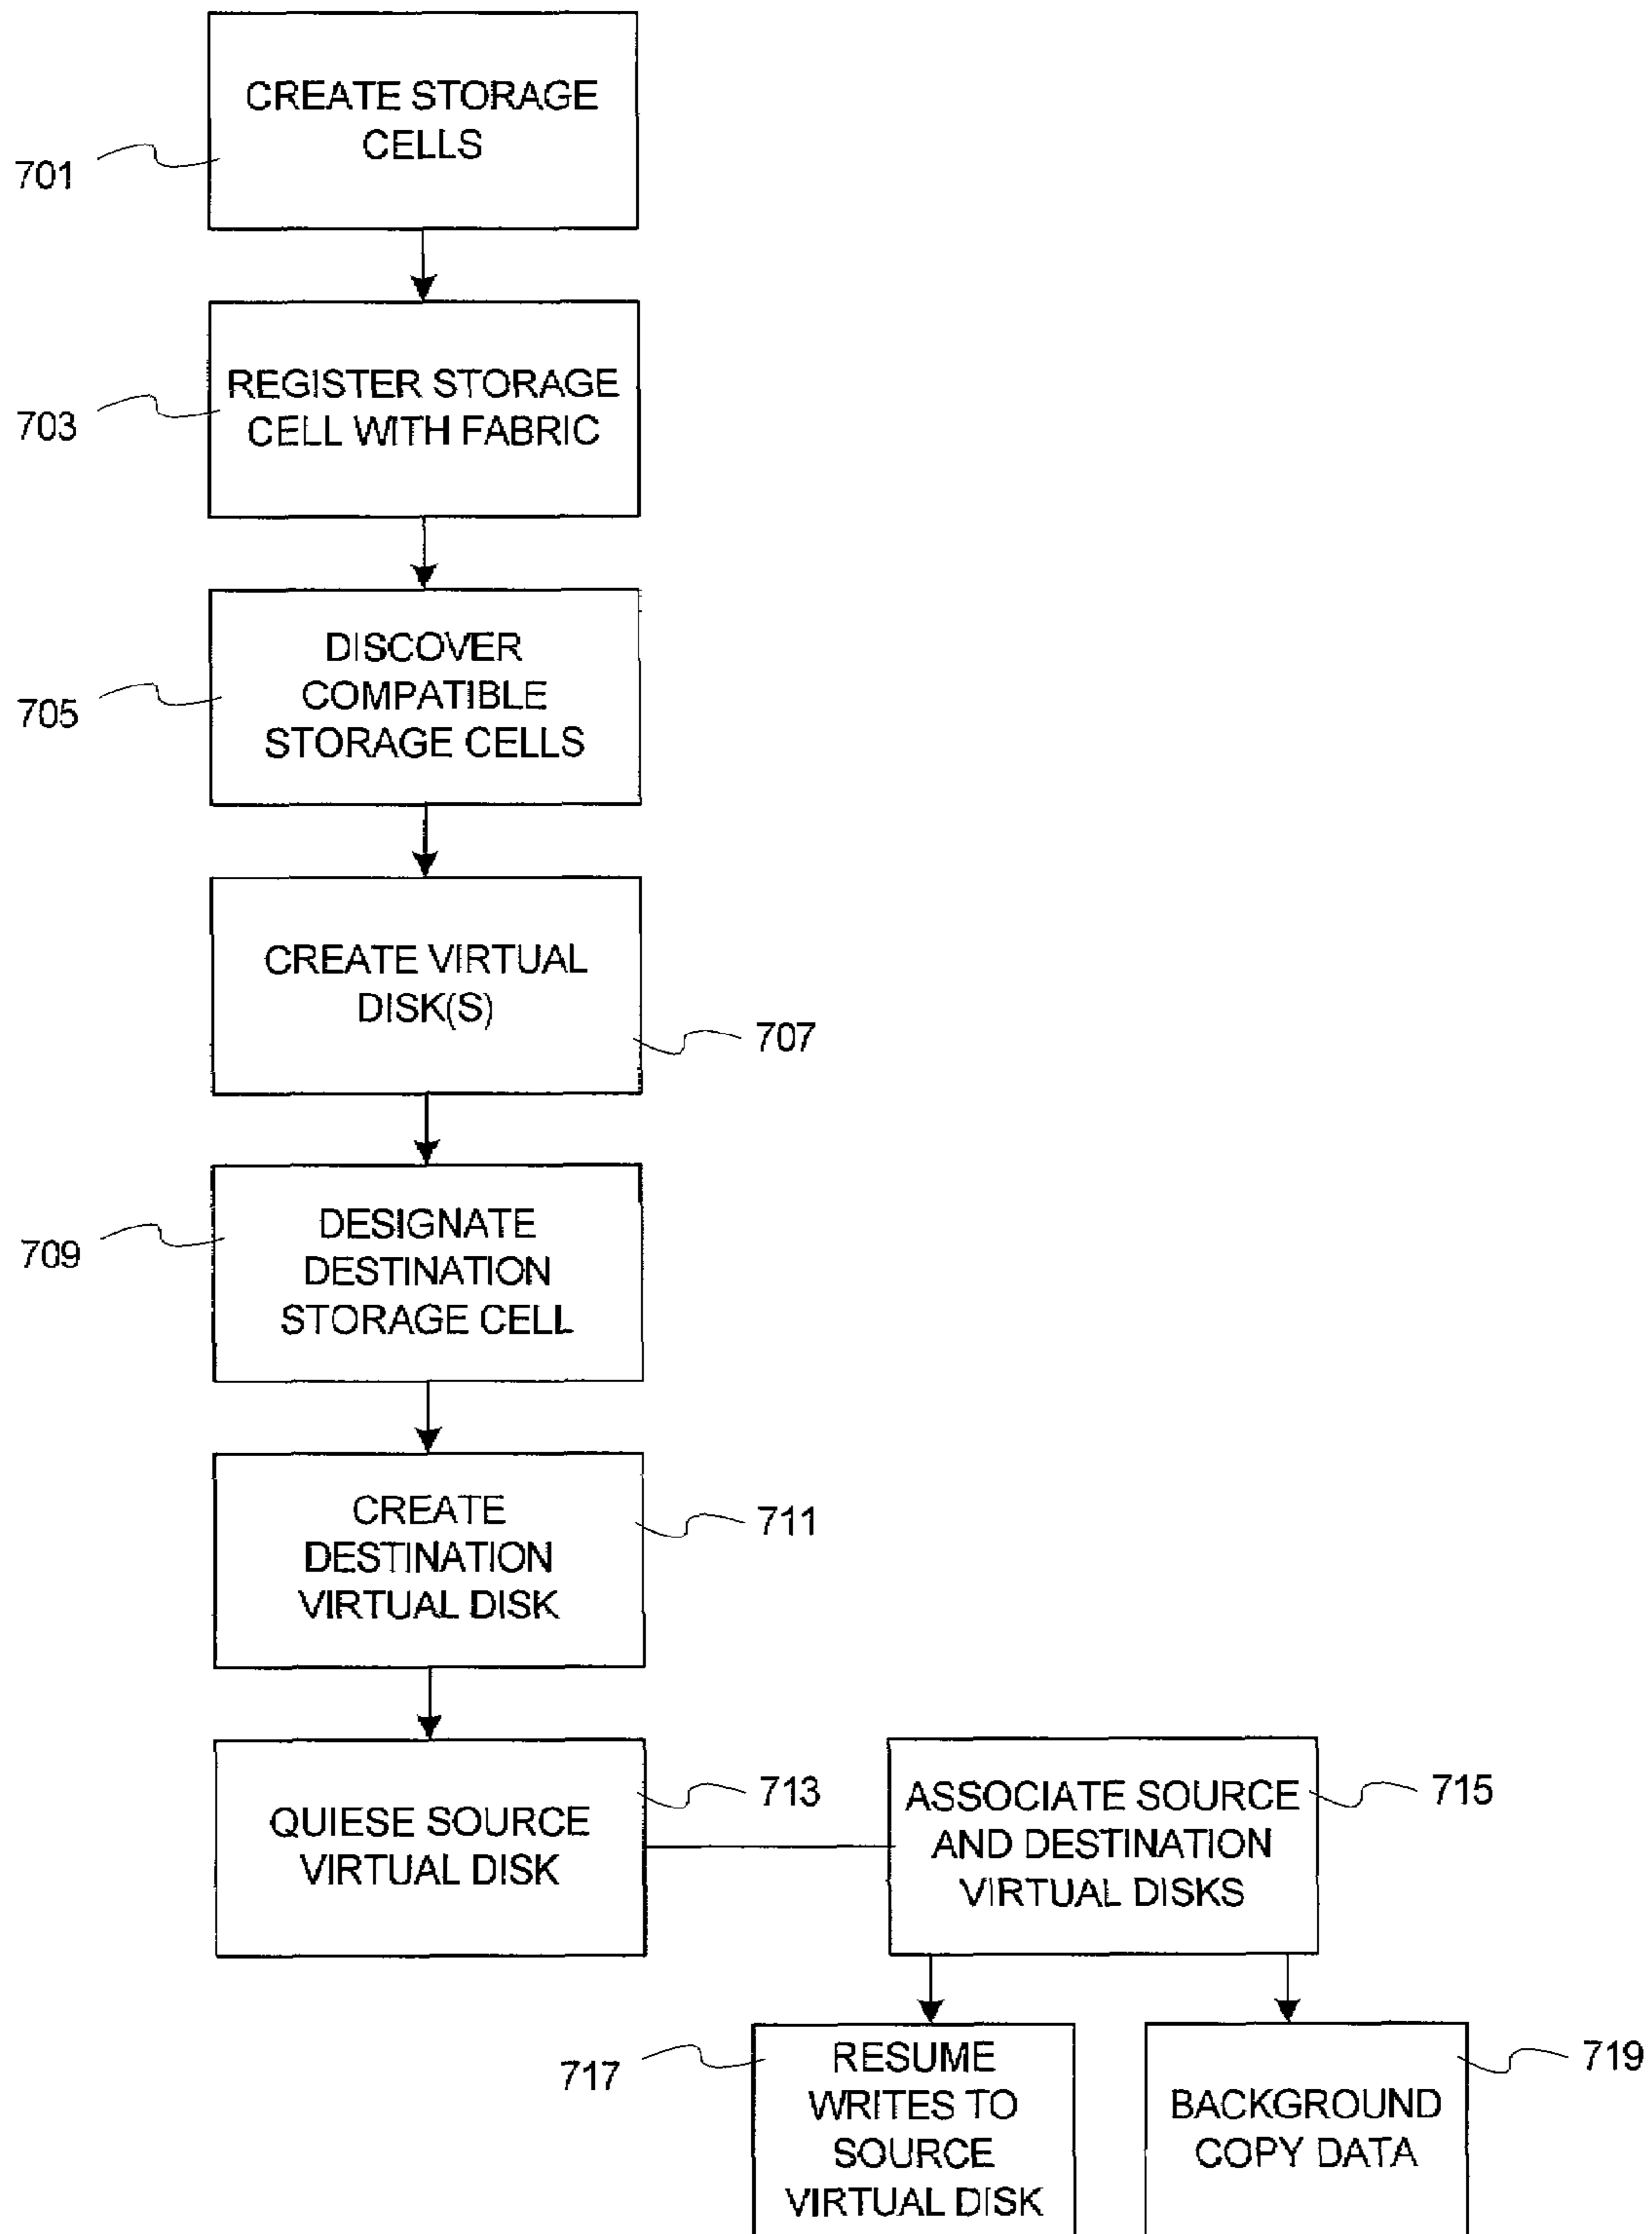 CREATE STORAGE
CELLS
701
REGISTER STORAGE
CELL WITH FABRIC
703
DISCOVER
COMPATIBLE
STORAGE CELLS
705
CREATE VIRTUAL
DISK(S)
707
DESIGNATE
DESTINATION
STORAGE CELL
709
CREATE
DESTINATION
VIRTUAL DISK
711
QUIESE SOURCE
VIRTUAL DISK
713
ASSOCIATE SOURCE
AND DESTINATION
VIRTUAL DISKS
715
717
RESUME
WRITES TO
SOURCE
VIRTUAL DISK
BACKGROUND
COPY DATA
719